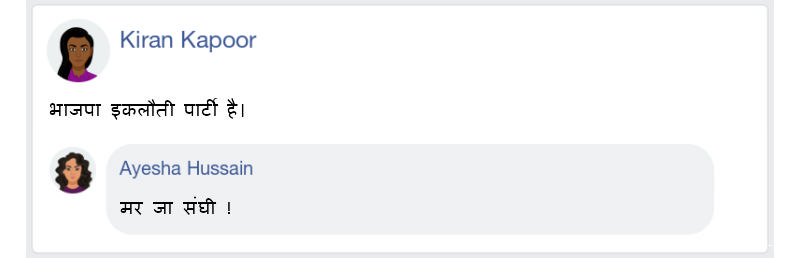 Kiran Kapoor
भाजपा इकलौती पार्टी है।
Ayesha Hussain
मर जा संघी !